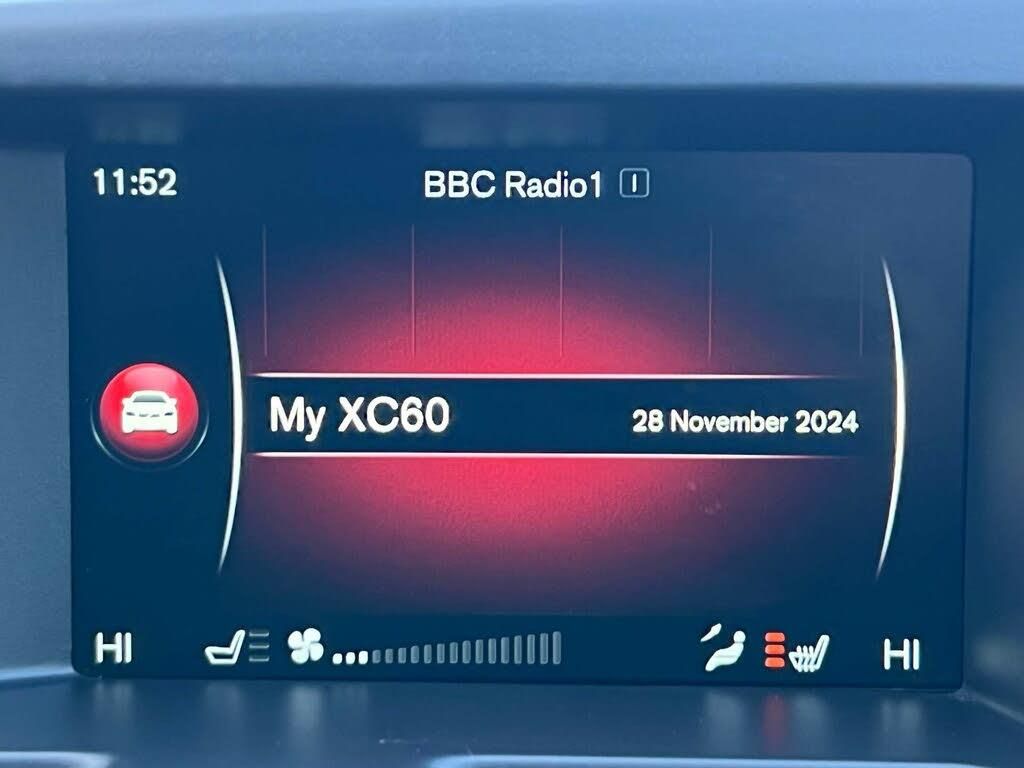 11:52
BBC Radio1 I
My XC60
28 November 2024
HI
HI